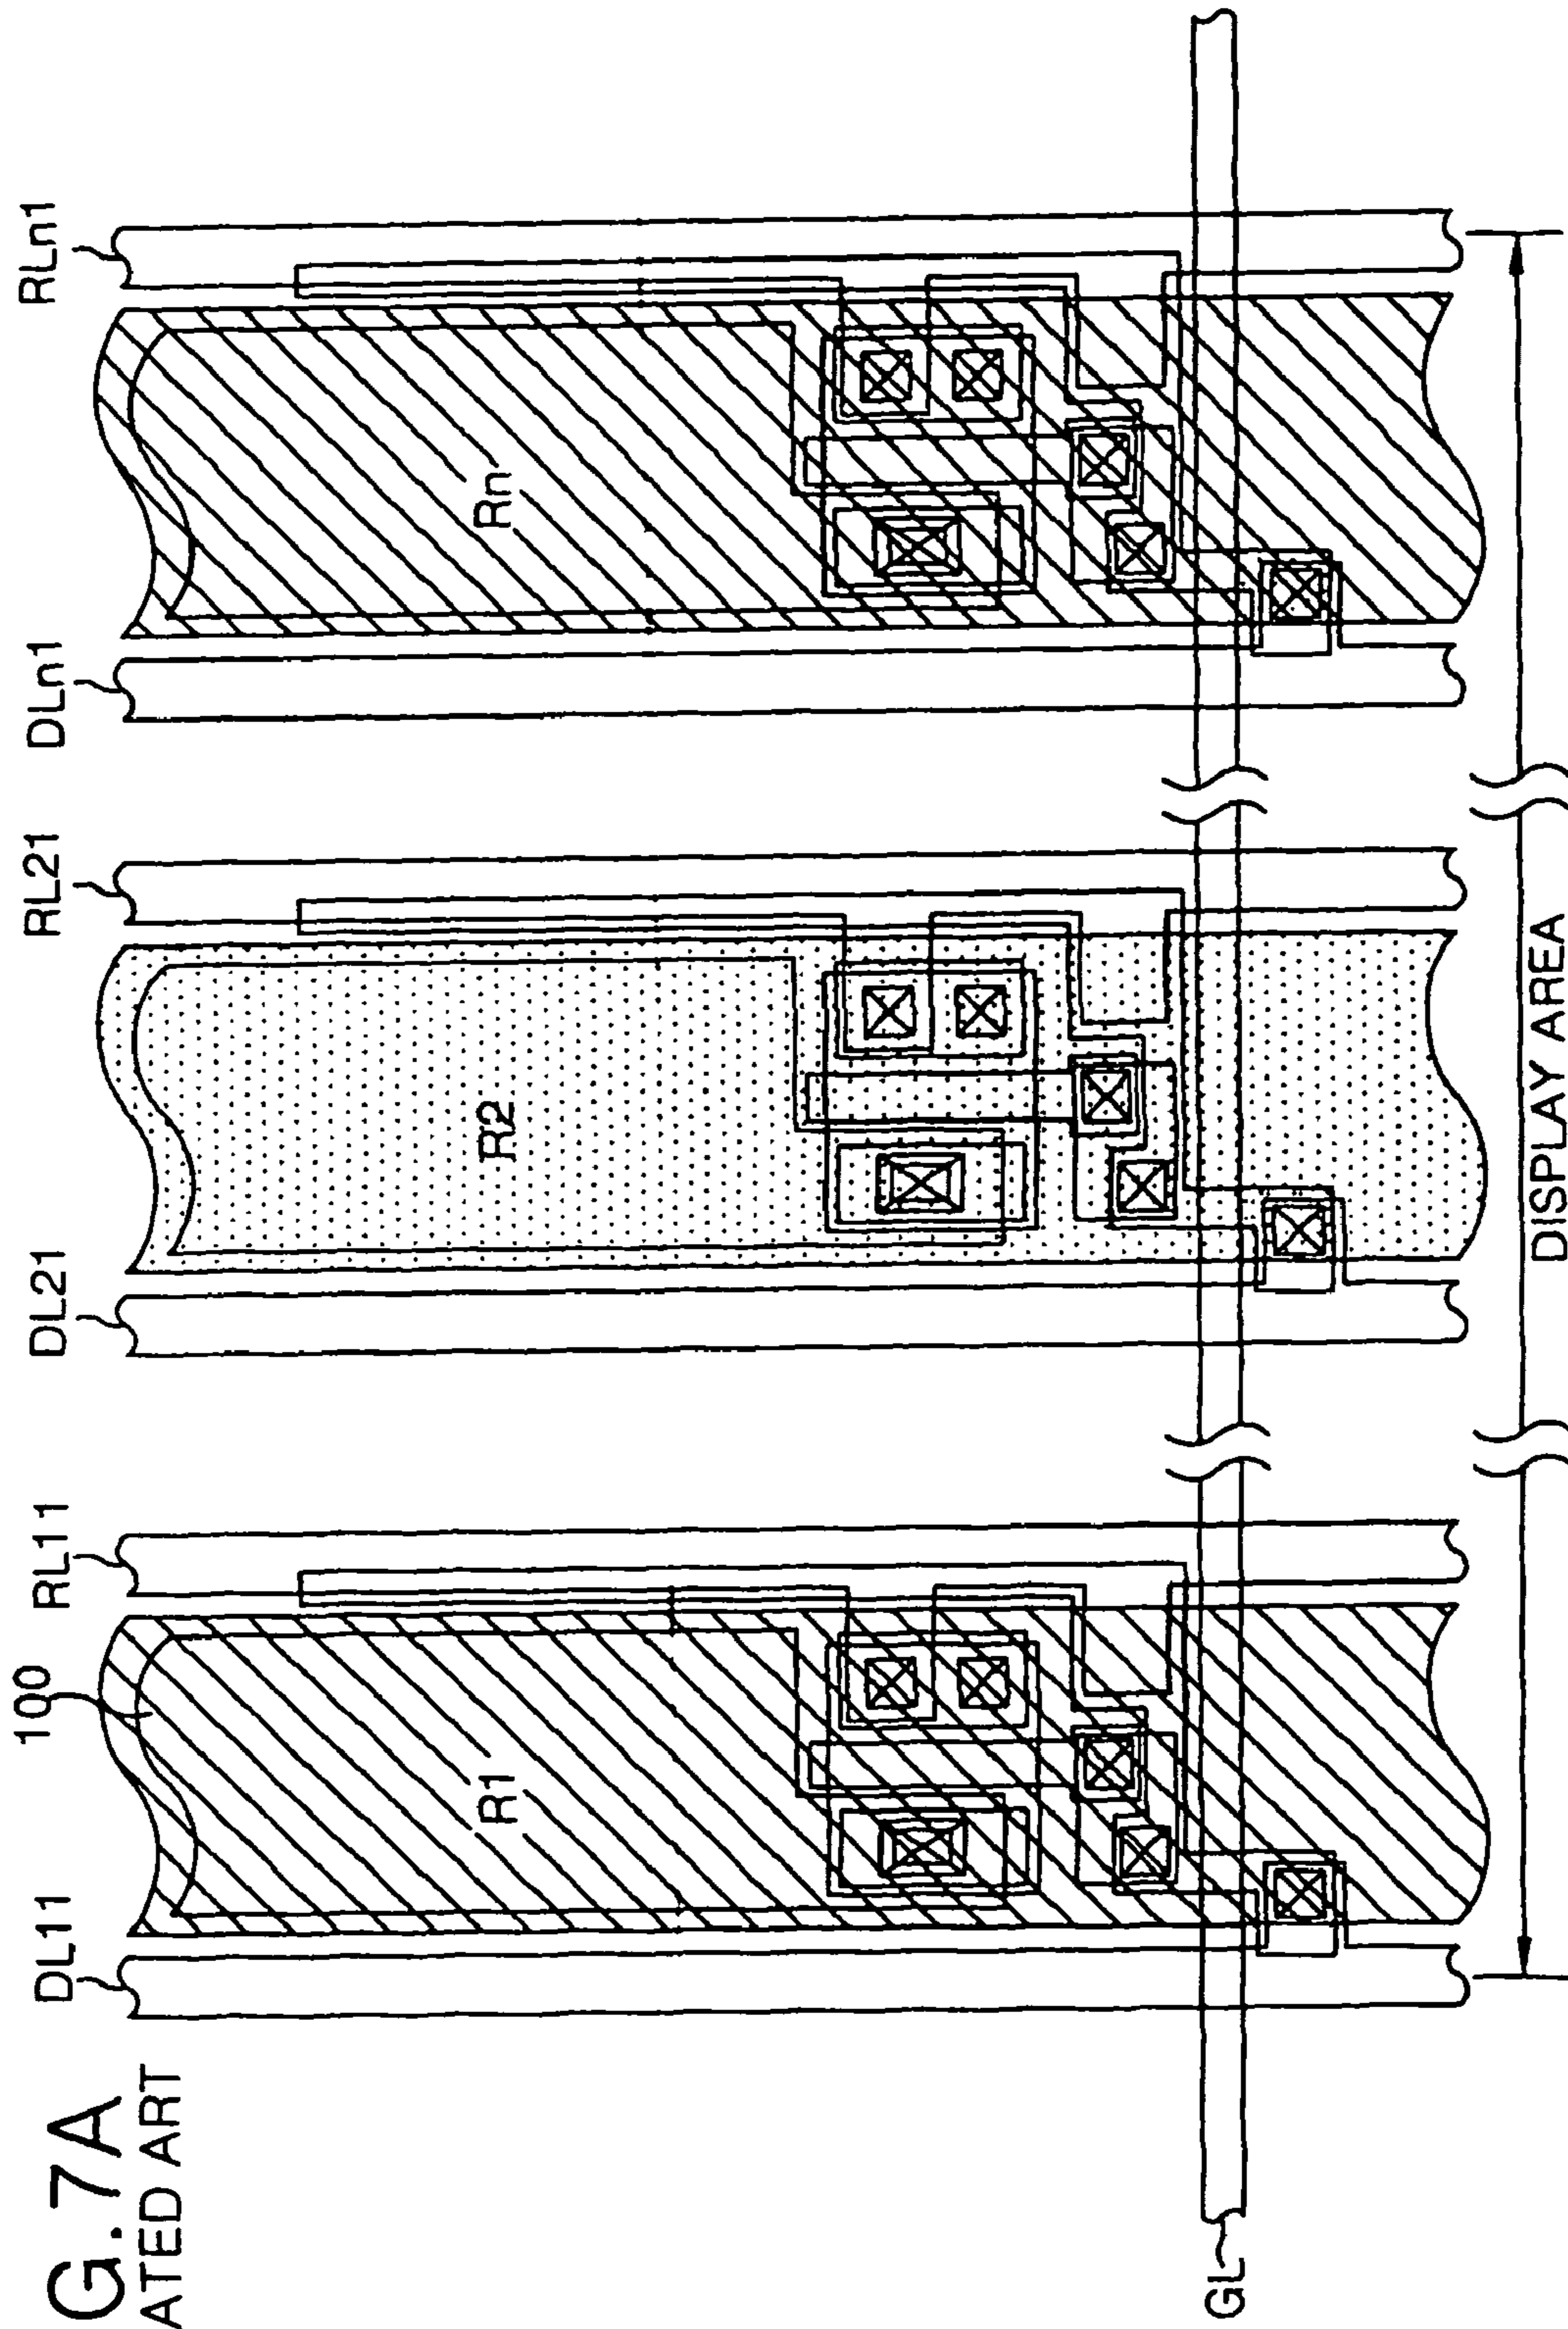 G.7A
ATED ART
DL11
100
RL11
DL21
RL21
DLn1
RLn1
R1
R2
Rn
GL
DISPLAY AREA